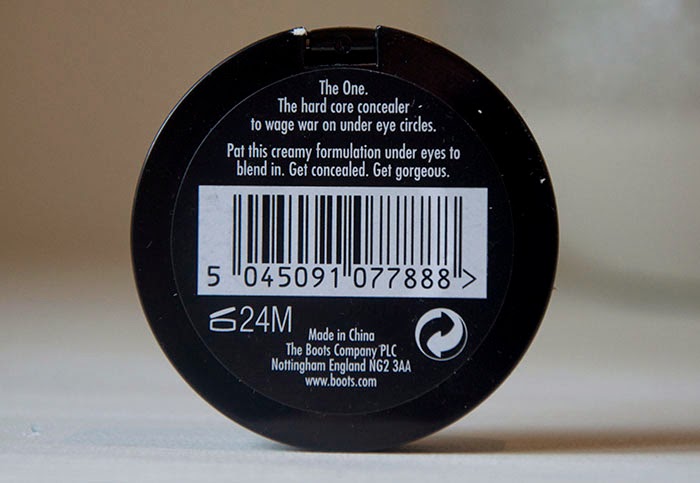 The One.
The hard core concealer
to wage war on under eye circles.
Pat this creamy formulation under eyes to
blend in. Get concealed. Get gorgeous.
5 045091 077888 >
24M
Made in China
The Boots Company PLC
Nottingham England NG2 3AA
www.boots.com